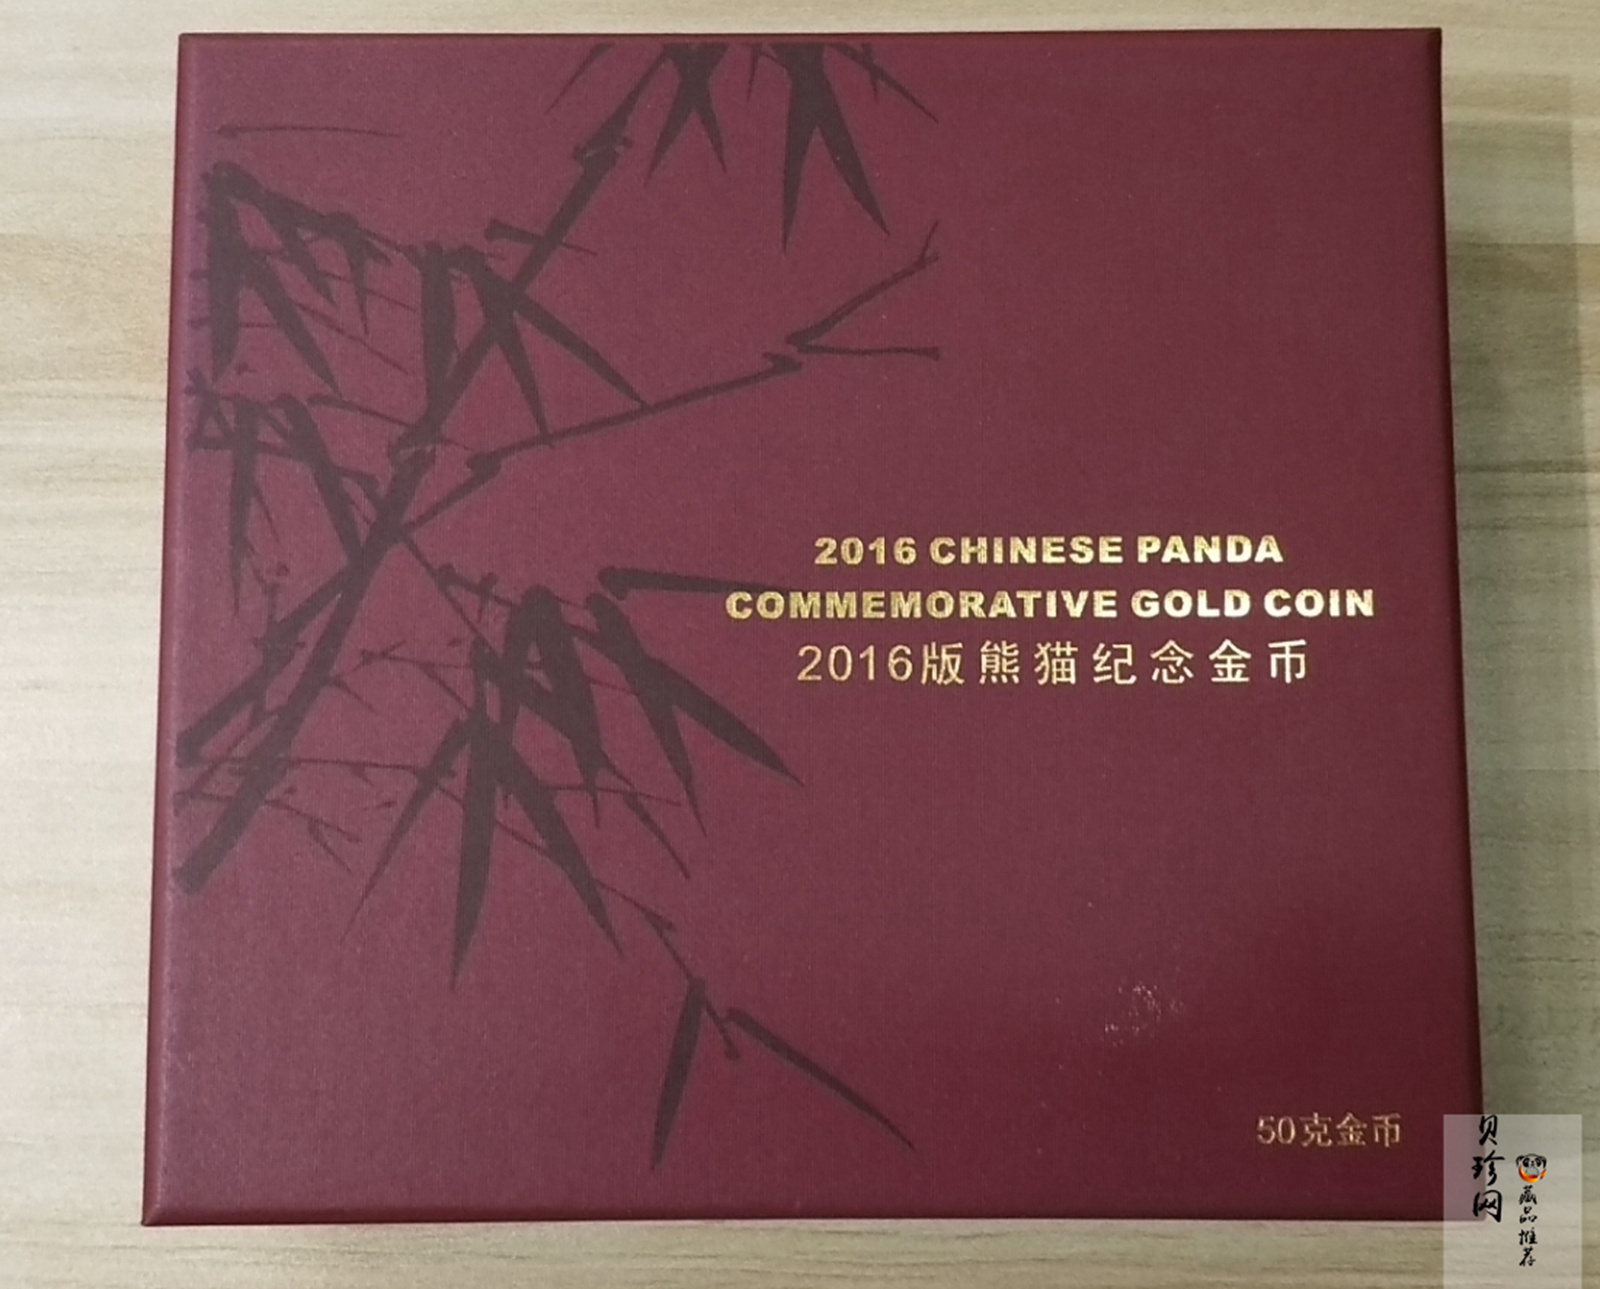 2016 CHINESE PANDA
COMMEMORATIVE GOLD COIN
2016版熊猫纪念金币
50克金币
贝珍网
藏品推荐